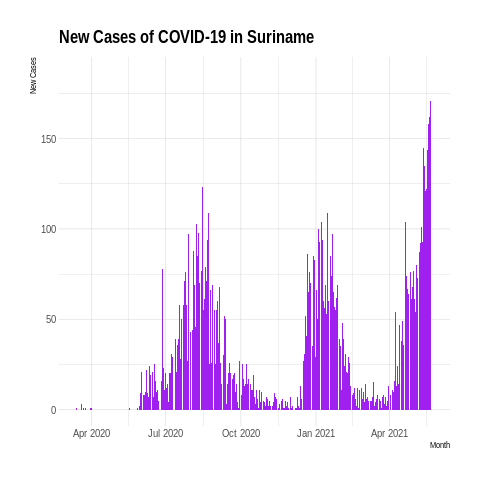 New Cases of COVID-19 in Suriname
New Cases
150
100
50
0
Apr 2020 Jul 2020 Oct 2020 Jan 2021 Apr 2021
Month